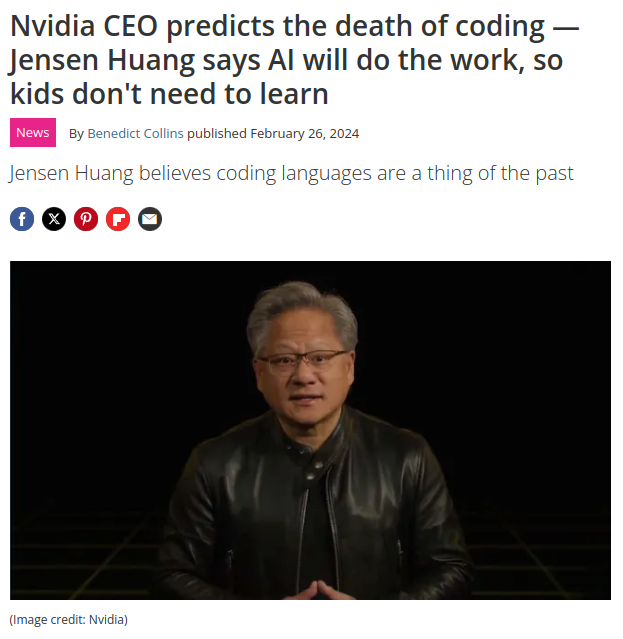 Nvidia CEO predicts the death of coding —
Jensen Huang says AI will do the work, so
kids don't need to learn
News
By Benedict Collins published February 26, 2024
Jensen Huang believes coding languages are a thing of the past
(Image credit: Nvidia)